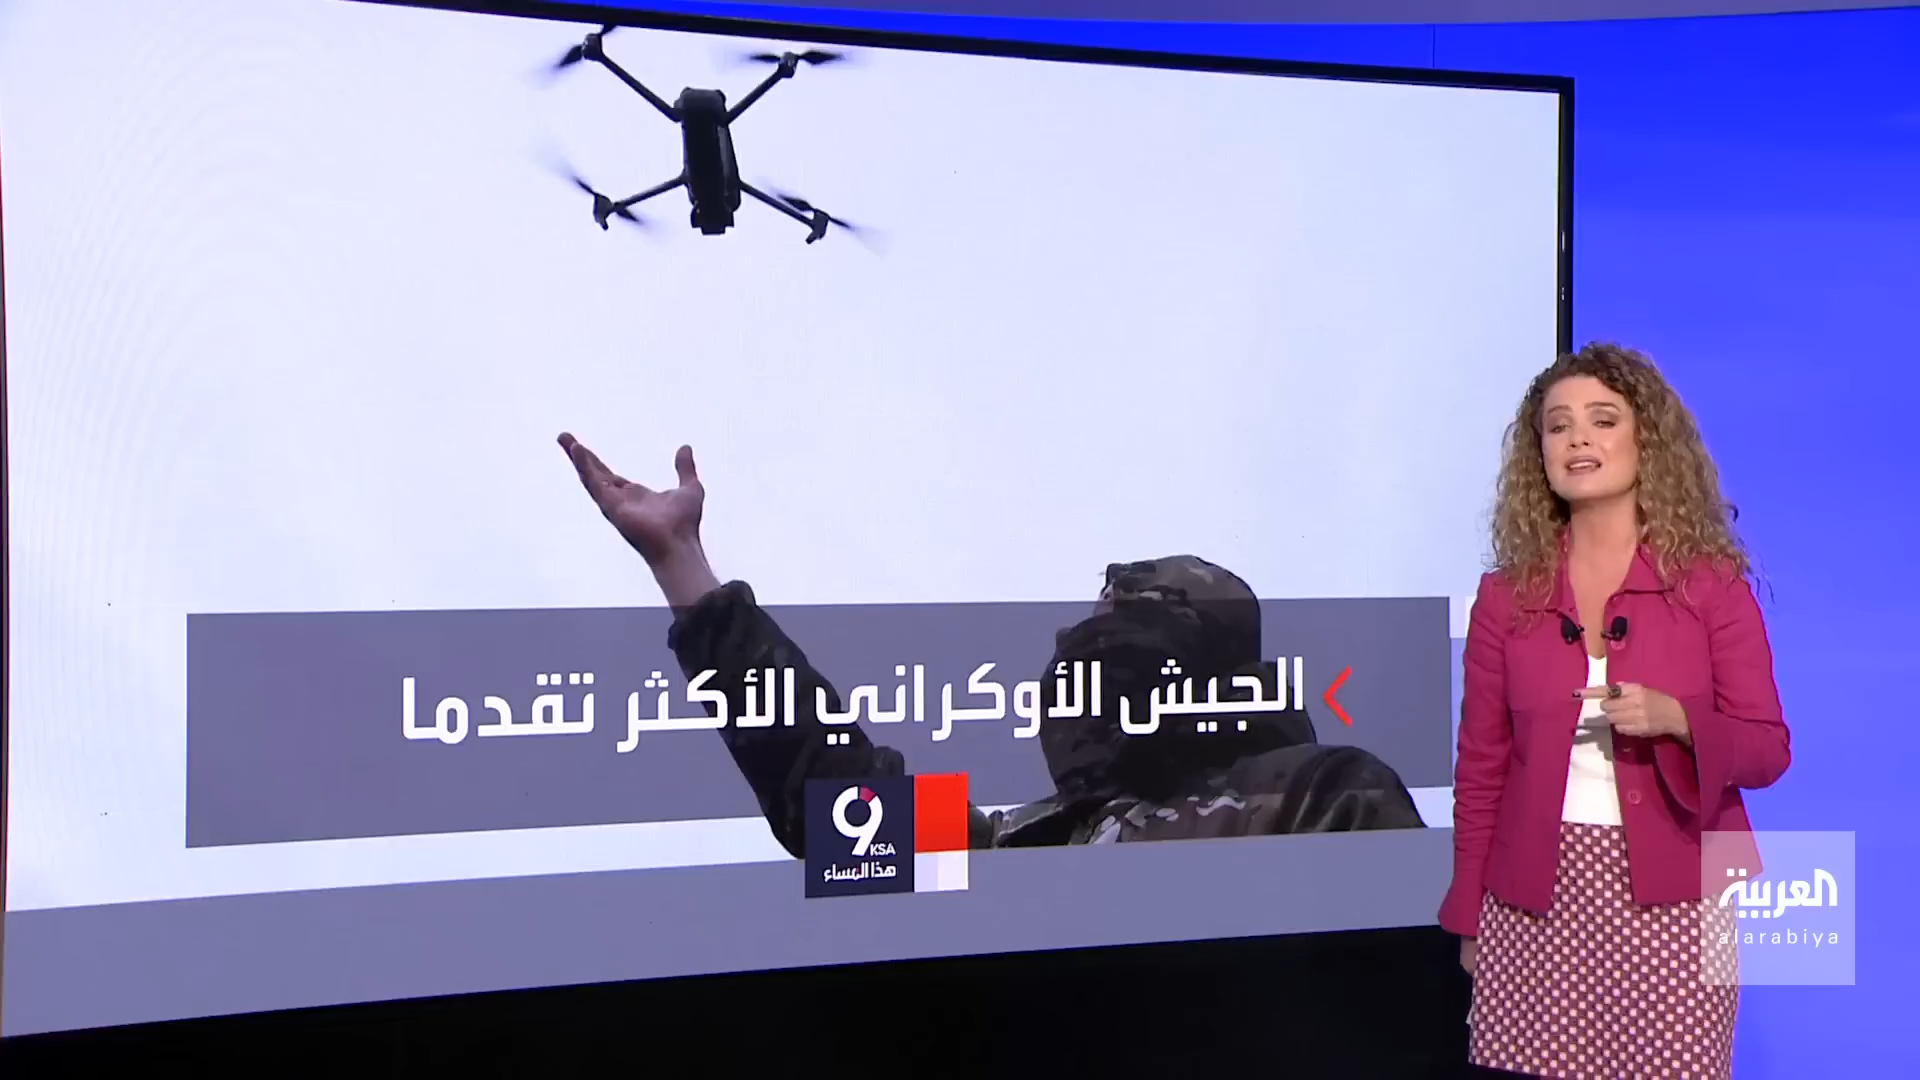 الجيش الأوكراني الأكثر تقدما
9
KSA
هذا المساء
العربية
alarabiya